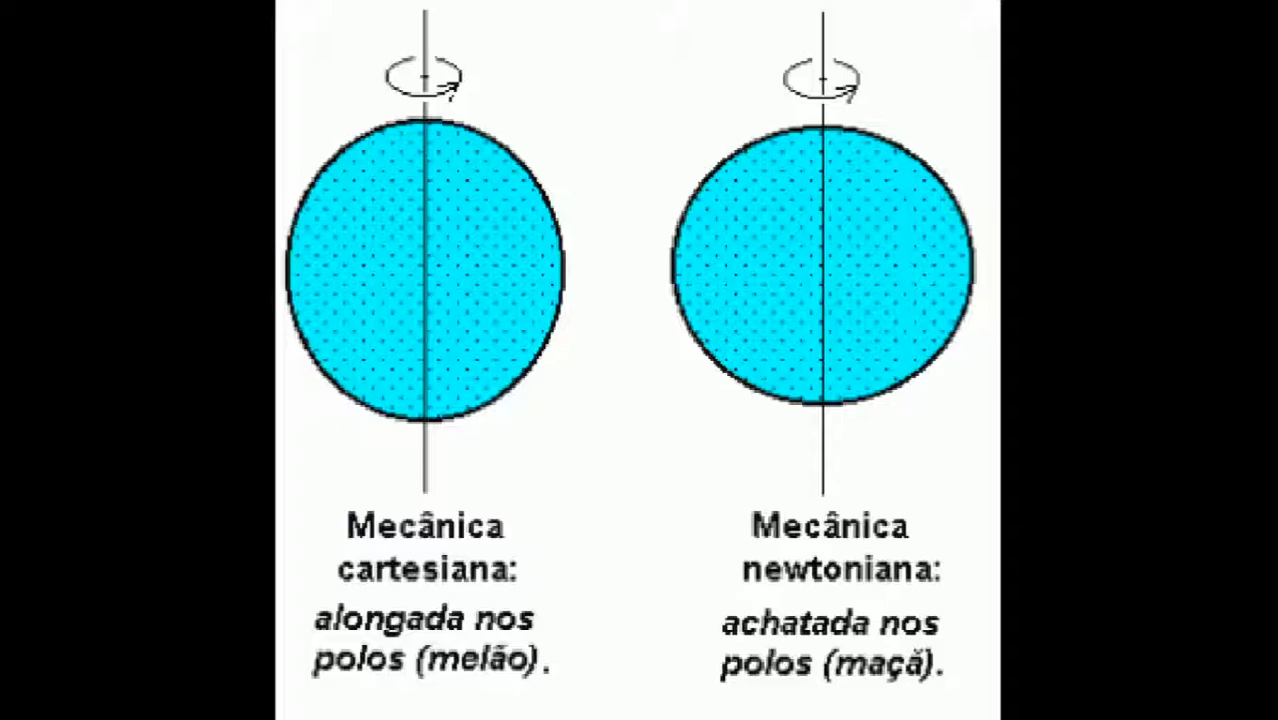 Mecânica
cartesiana:
alongada nos
polos (melão).
Mecânica
newtoniana:
achatada nos
polos (maçã).